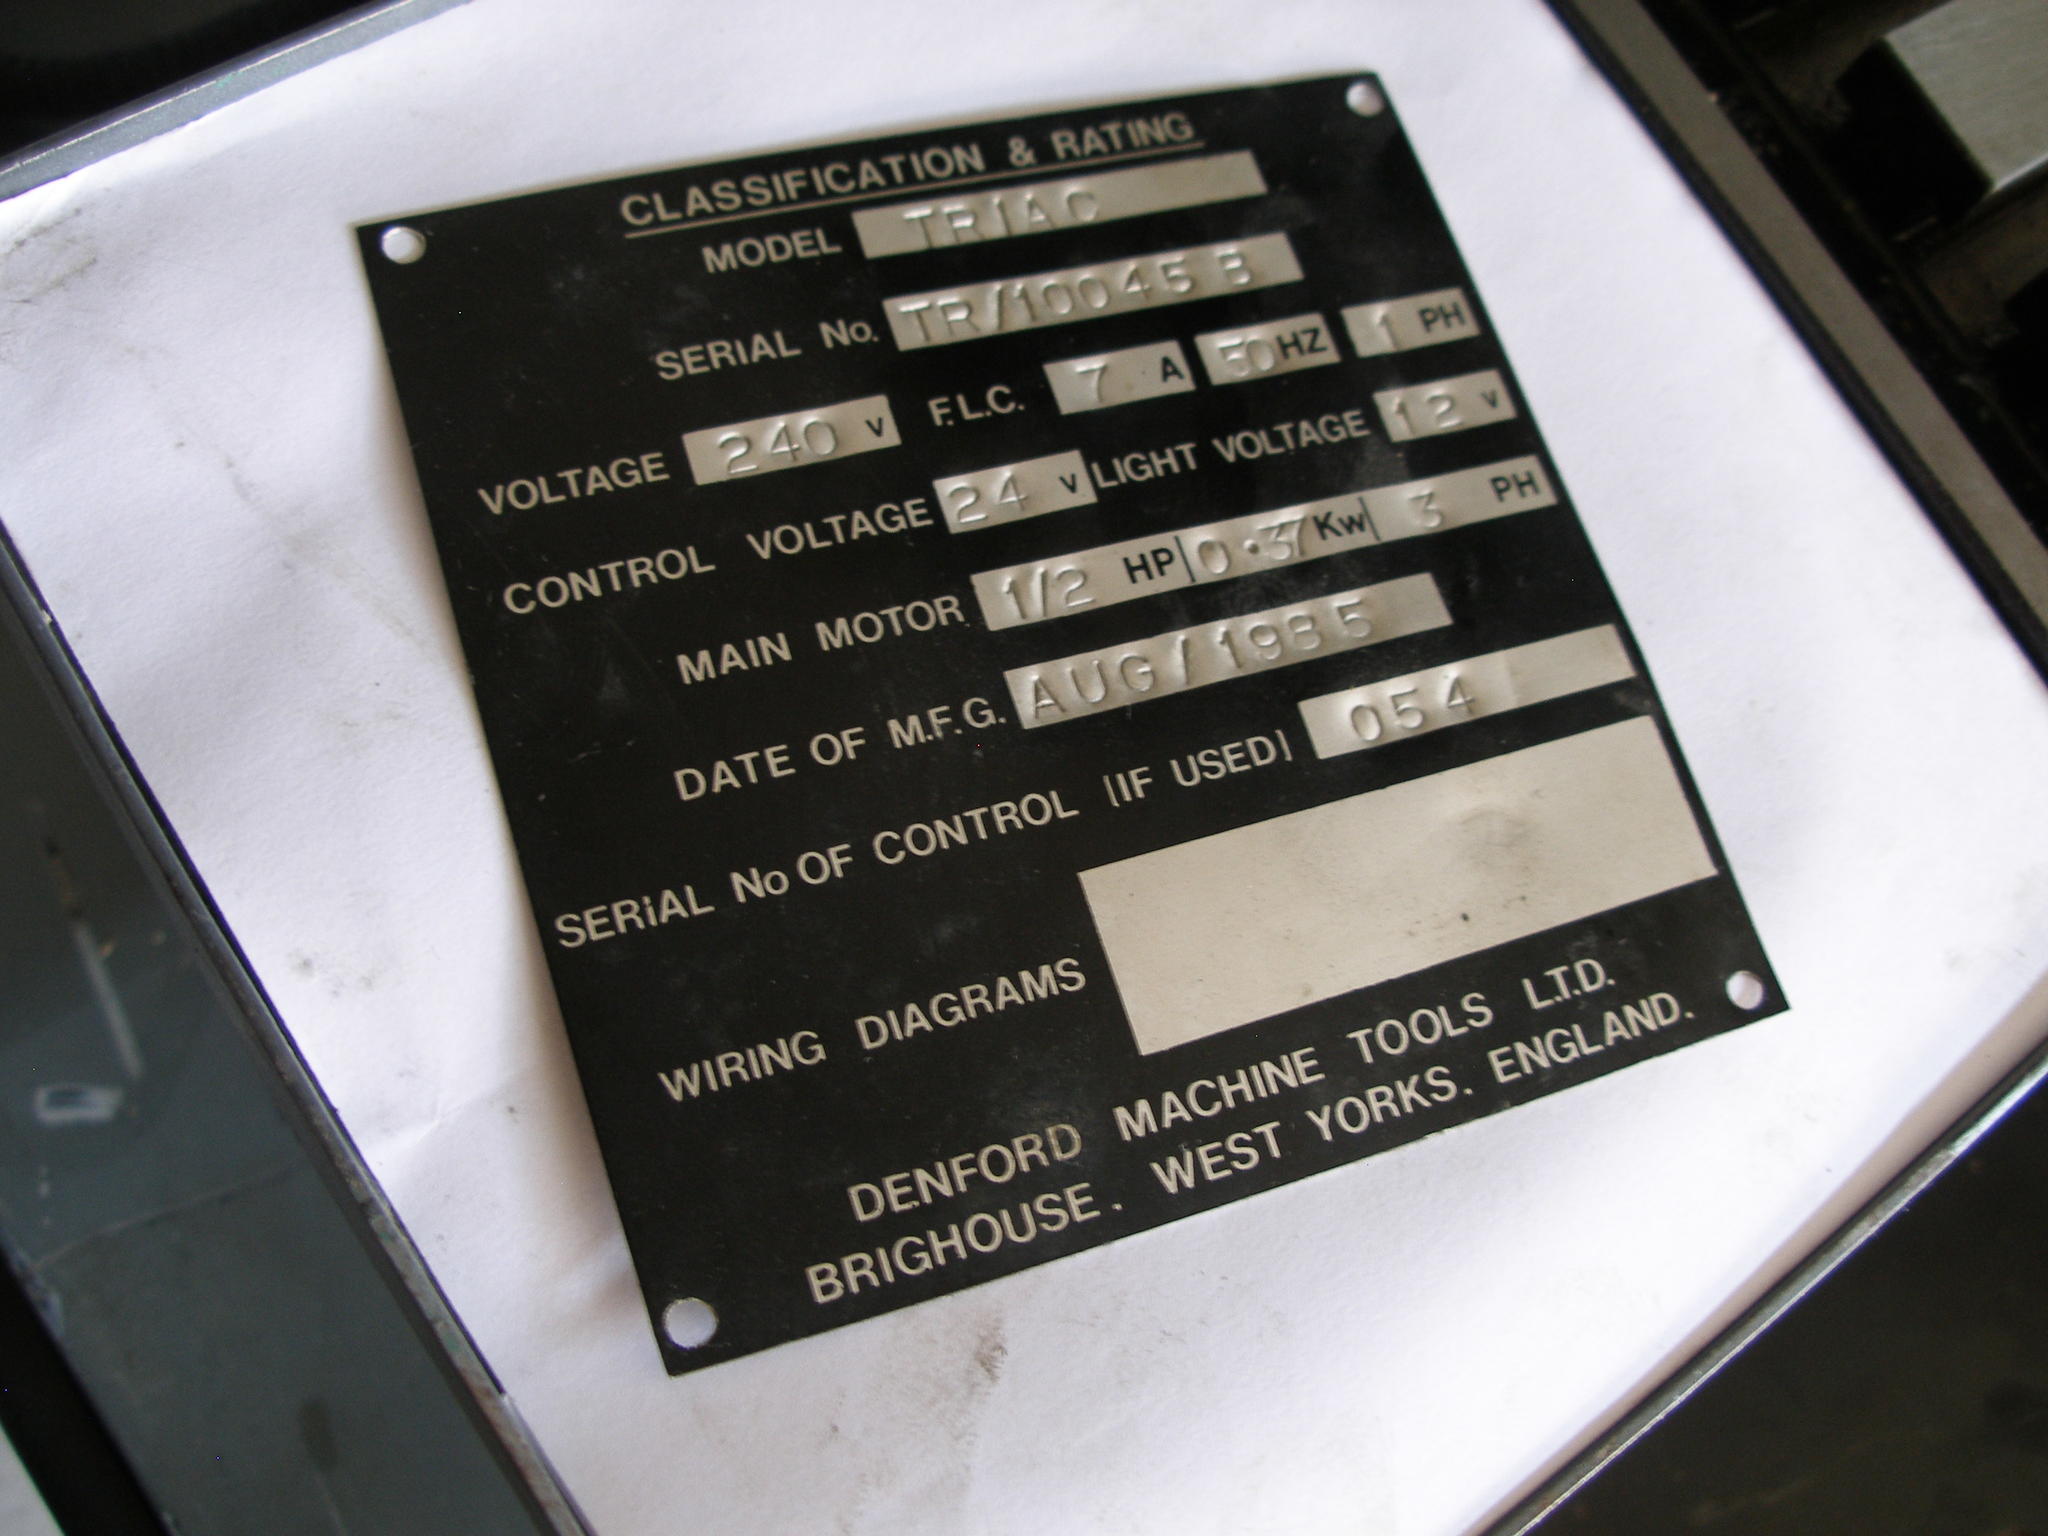 CLASSIFICATION & RATING
MODEL TRIAC
SERIAL No. TR/10045 B
VOLTAGE 240 V F.L.C. 7 A 50 HZ 1 PH
CONTROL VOLTAGE 24 V LIGHT VOLTAGE 12 V
MAIN MOTOR 1/2 HP|0.37 Kw| 3 PH
DATE OF M.F.G. AUG/1985
SERIAL No OF CONTROL (IF USED) 054
WIRING DIAGRAMS
DENFORD MACHINE TOOLS L.T.D.
BRIGHOUSE. WEST YORKS. ENGLAND.